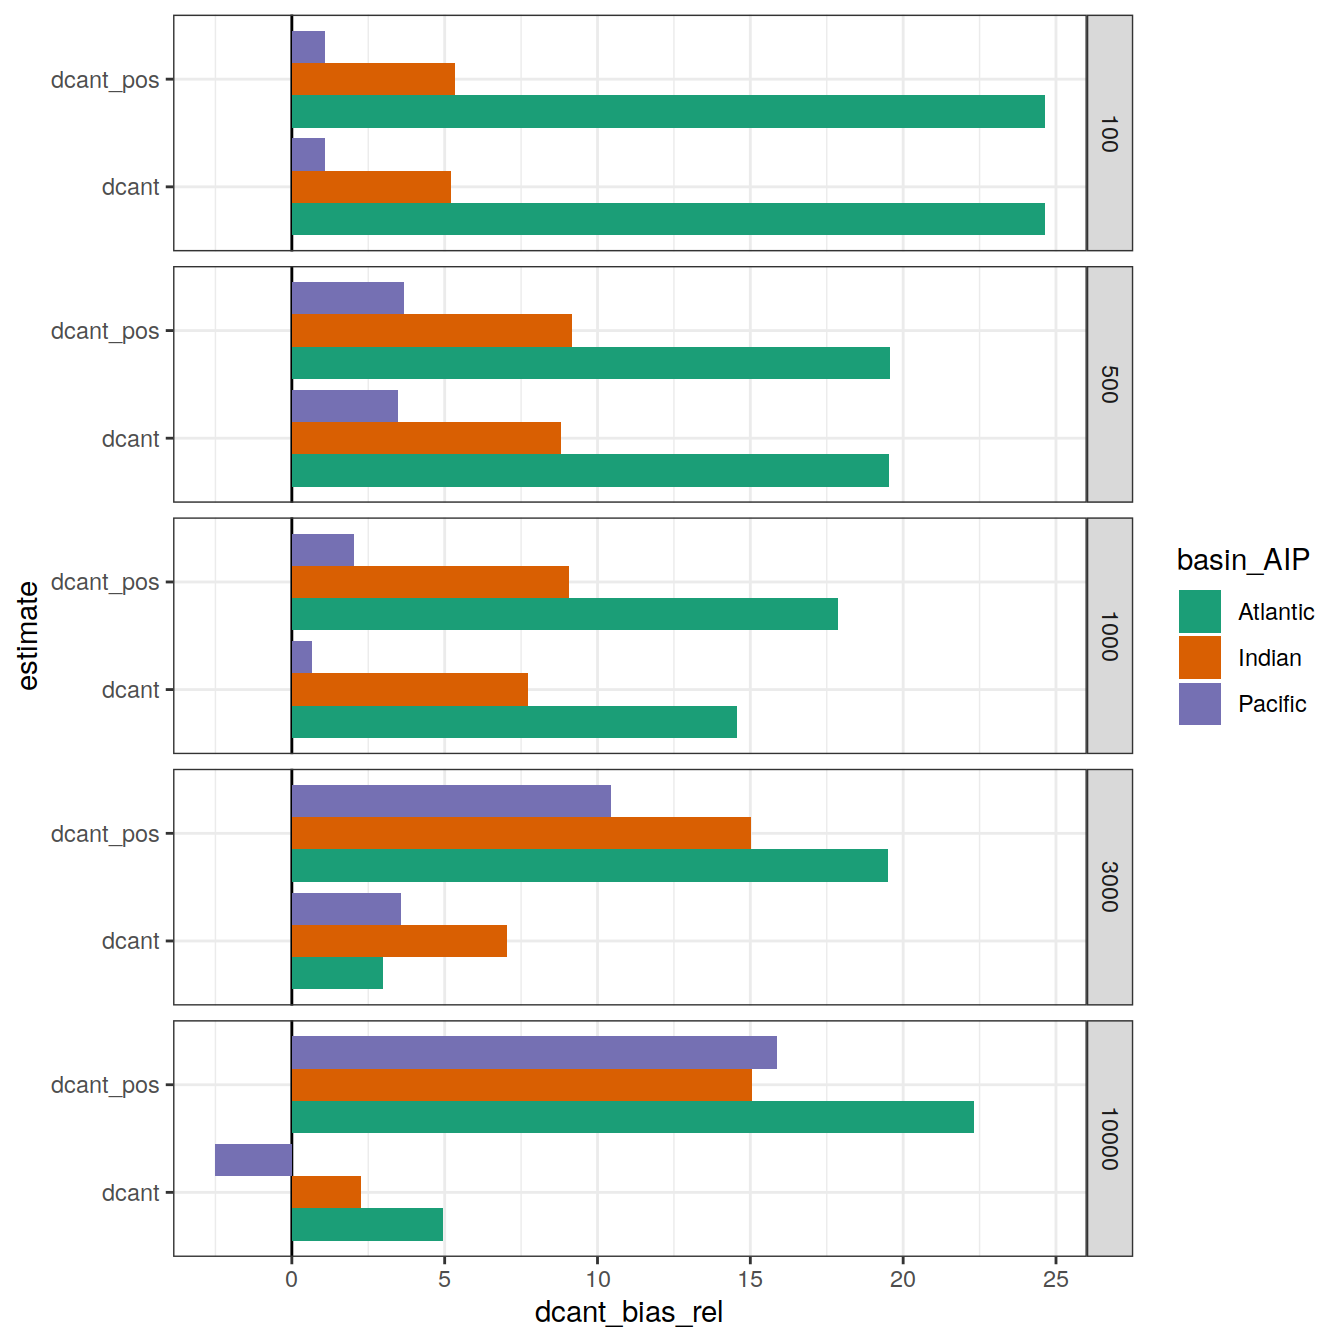 dcant_pos
dcant
100
dcant_pos
dcant
500
dcant_pos
dcant
1000
dcant_pos
dcant
3000
dcant_pos
dcant
10000
0 5 10 15 20 25
dcant_bias_rel
estimate
basin_AIP
Atlantic
Indian
Pacific